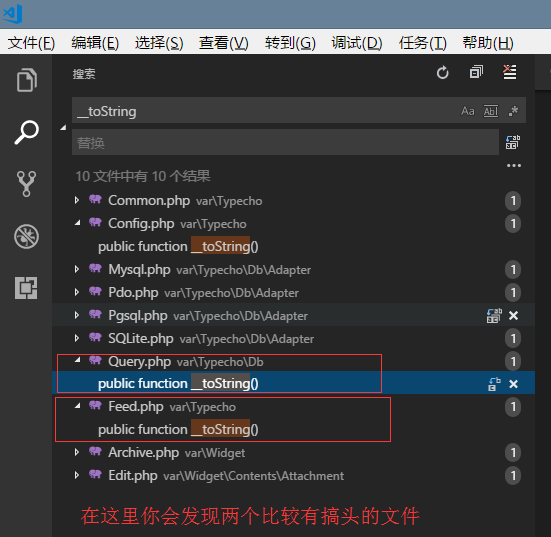 文件(F) 编辑(E) 选择(S) 查看(V) 转到(G) 调试(D) 任务(T) 帮助(H)
搜索
__toString Aa Abl .*
替换
10 文件中有 10 个结果
Common.php var\Typecho 1
Config.php var\Typecho 1
public function __toString()
Mysql.php var\Typecho\Db\Adapter 1
Pdo.php var\Typecho\Db\Adapter 1
Pgsql.php var\Typecho\Db\Adapter
SQLite.php var\Typecho\Db\Adapter 1
Query.php var\Typecho\Db 1
public function __toString()
Feed.php var\Typecho 1
public function __toString()
Archive.php var\Widget 1
Edit.php var\Widget\Contents\Attachment 1
在这里你会发现两个比较有搞头的文件